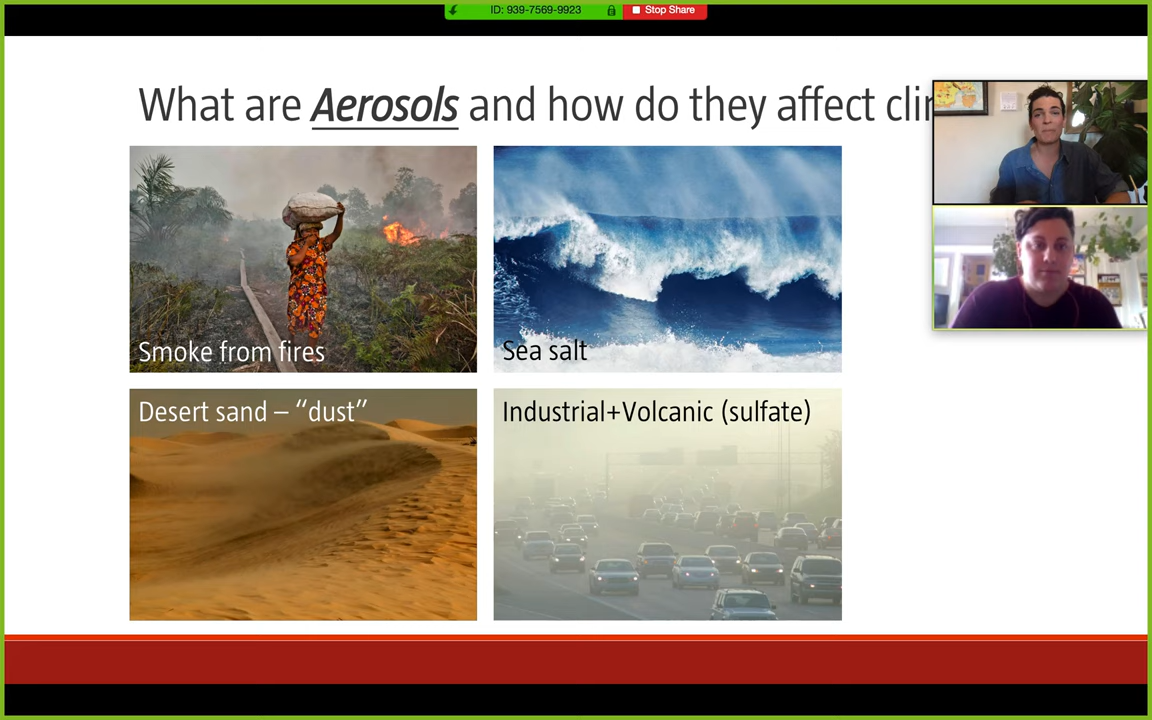 ID: 939-7569-9923
Stop Share
What are Aerosols and how do they affect
Smoke from fires
Sea salt
Desert sand – “dust”
Industrial+Volcanic (sulfate)